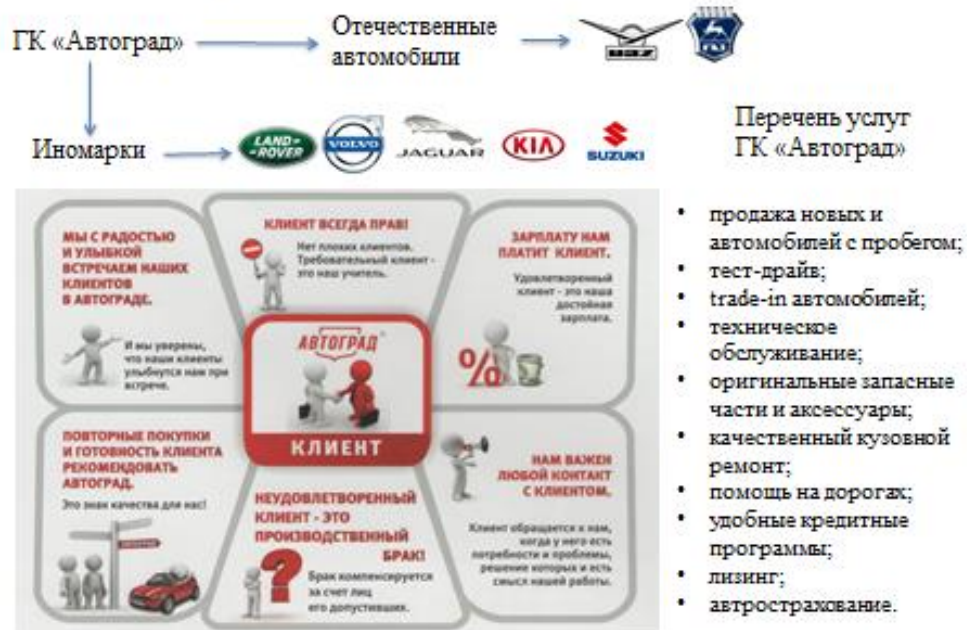 ГК «Автоград»
Отечественные
автомобили
УАЗ
ГАЗ
Иномарки
LAND-
-ROVER
VOLVO
JAGUAR
KIA
SUZUKI
Перечень услуг
ГК «Автоград»
МЫ С РАДОСТЬЮ
И УЛЫБКОЙ
ВСТРЕЧАЕМ НАШИХ
КЛИЕНТОВ
В АВТОГРАДЕ.
И мы уверены,
что наши клиенты
улыбнутся нам при
встрече.
КЛИЕНТ ВСЕГДА ПРАВ!
Нет плохих клиентов.
Требовательный клиент -
это наш учитель.
ЗАРПЛАТУ НАМ
ПЛАТИТ КЛИЕНТ.
Удовлетворенный
клиент - это наша
достойная
зарплата.
%
АВТОГРАД
КЛИЕНТ
ПОВТОРНЫЕ ПОКУПКИ
И ГОТОВНОСТЬ КЛИЕНТА
РЕКОМЕНДОВАТЬ
АВТОГРАД.
Это знак качества для нас!
АВТОГРАД
НЕУДОВЛЕТВОРЕННЫЙ
КЛИЕНТ - ЭТО
ПРОИЗВОДСТВЕННЫЙ
БРАК!
Брак компенсируется
за счет лиц
его допустивших.
?
НАМ ВАЖЕН
ЛЮБОЙ КОНТАКТ
С КЛИЕНТОМ.
Клиент обращается к нам,
когда у него есть
потребности и проблемы,
решение которых и есть
смысл нашей работы.
• продажа новых и
автомобилей с пробегом;
• тест-драйв;
• trade-in автомобилей;
• техническое
обслуживание;
• оригинальные запасные
части и аксессуары;
• качественный кузовной
ремонт;
• помощь на дорогах;
• удобные кредитные
программы;
• лизинг;
• автрострахование.